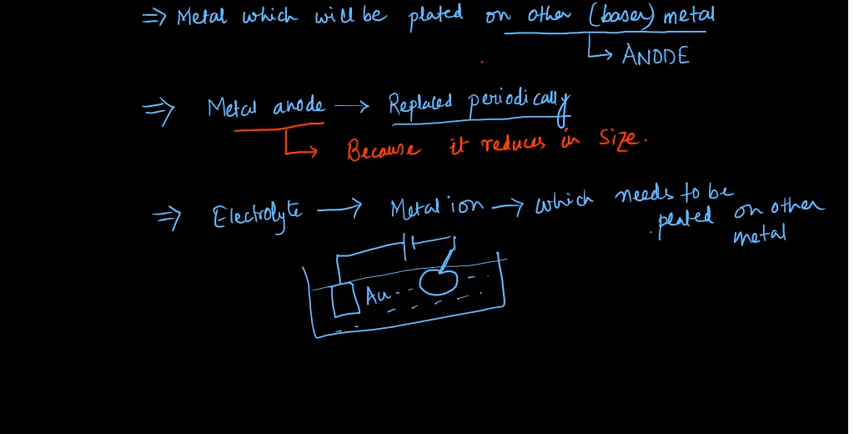 ⇒ Metal which will be plated on other (baser) metal
↳ ANODE
⇒ Metal anode → Replaced periodically
↳ Because it reduces in size.
⇒ Electrolyte → Metal ion → which needs to be
plated on other
metal
Au